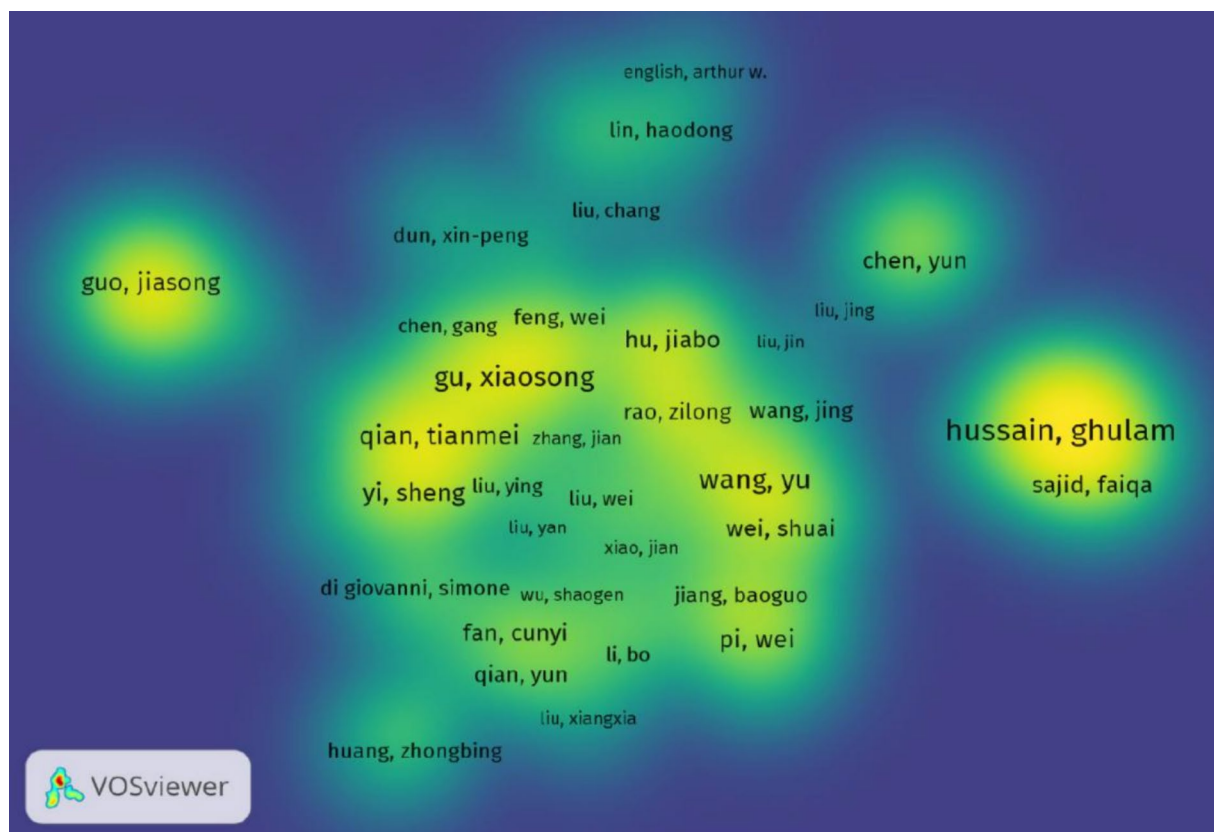 english, arthur w.
lin, haodong
liu, chang
dun, xin-peng
chen, yun
guo, jiasong
liu, jing
feng, wei
chen, gang
hu, jiabo
liu, jin
gu, xiaosong
rao, zilong
wang, jing
hussain, ghulam
qian, tianmei
zhang, jian
wang, yu
sajid, faiqa
yi, sheng
liu, ying
liu, wei
liu, yan
wei, shuai
xiao, jian
di giovanni, simone
wu, shaogen
jiang, baoguo
fan, cunyi
pi, wei
li, bo
qian, yun
liu, xiangxia
huang, zhongbing
VOSviewer